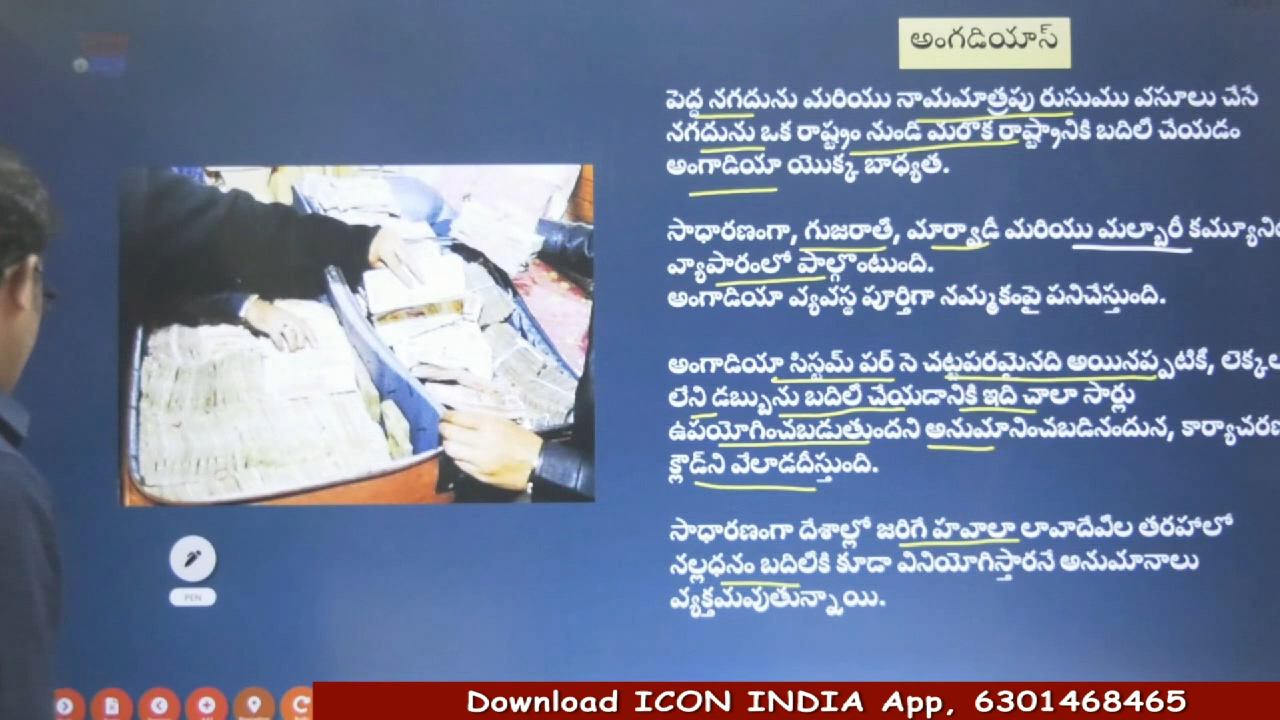 అంగడియాస్
పెద్ద నగదును మరియు నామమాత్రపు రుసుము వసూలు చేసే
నగదును ఒక రాష్ట్రం నుండి మరొక రాష్ట్రానికి బదిలీ చేయడం
అంగాడియా యొక్క బాధ్యత.
సాధారణంగా, గుజరాతీ, మార్వాడీ మరియు మల్బారీ
వ్యాపారంలో పాల్గొంటుంది.
అంగాడియా వ్యవస్థ పూర్తిగా నమ్మకంపై పనిచేస్తుంది.
అంగాడియా సిస్టమ్ పర్ సె చట్టపరమైనది అయినప్పటికీ,
లేని డబ్బును బదిలీ చేయడానికి ఇది చాలా సార్లు
ఉపయోగించబడుతుందని అనుమానించబడినందున,
క్లౌడ్‌ని వేలాడదీస్తుంది.
సాధారణంగా దేశాల్లో జరిగే హవాలా లావాదేవీల తరహాలో
నల్లధనం బదిలీకి కూడా వినియోగిస్తారనే అనుమానాలు
వ్యక్తమవుతున్నాయి.
PEN
Download ICON INDIA App, 6301468465